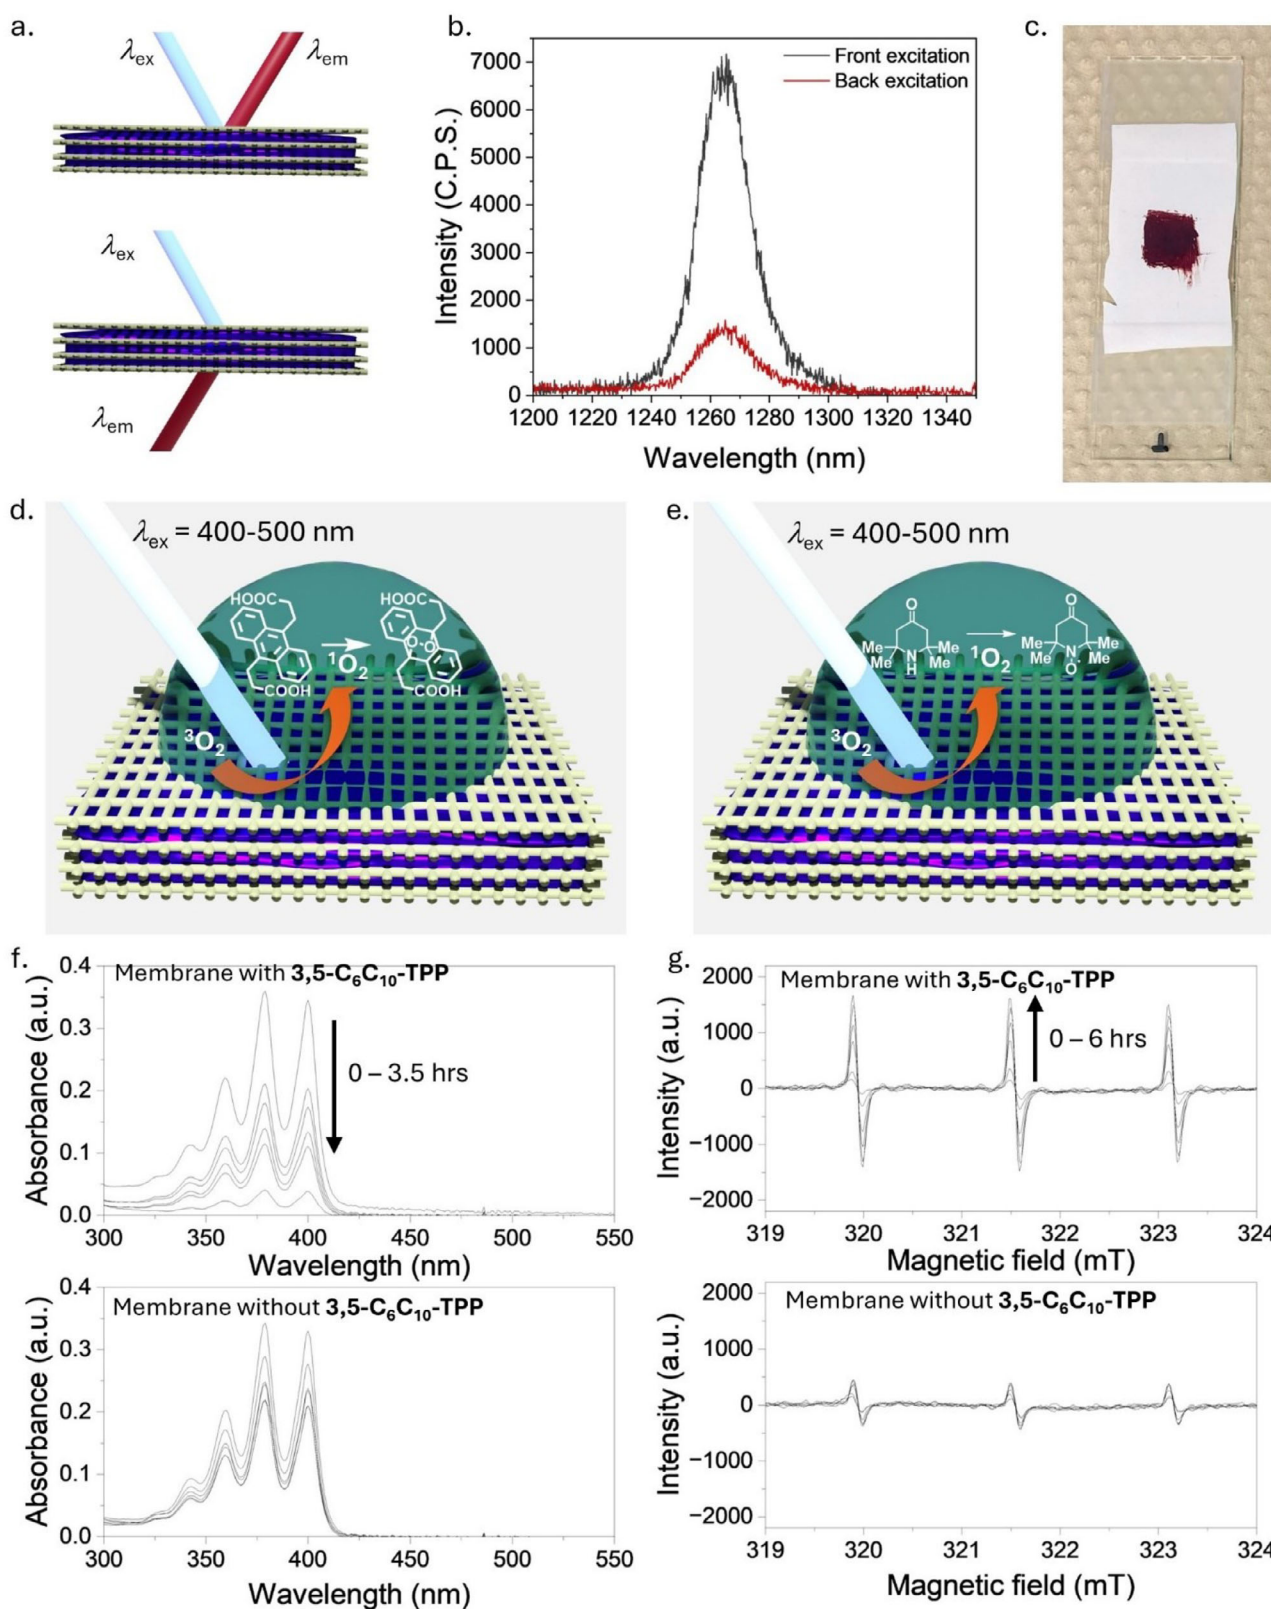 a.
λex
λem
λex
λem
b.
7000
6000
5000
4000
3000
2000
1000
0
Intensity (C.P.S.)
Front excitation
Back excitation
1200 1220 1240 1260 1280 1300 1320 1340
Wavelength (nm)
c.
d.
λex = 400-500 nm
HOOC
HOOC
O-O
¹O₂
COOH
COOH
³O₂
e.
λex = 400-500 nm
O
O
Me Me
Me Me
N
H
¹O₂
Me Me
Me Me
N
O
³O₂
f.
Membrane with 3,5-C₆C₁₀-TPP
0.4
0.3
0.2
0.1
0.0
Absorbance (a.u.)
0 – 3.5 hrs
300 350 400 450 500 550
Wavelength (nm)
Membrane without 3,5-C₆C₁₀-TPP
0.4
0.3
0.2
0.1
0.0
Absorbance (a.u.)
300 350 400 450 500 550
Wavelength (nm)
g.
Membrane with 3,5-C₆C₁₀-TPP
2000
1000
0
−1000
−2000
Intensity (a.u.)
0 – 6 hrs
319 320 321 322 323 324
Magnetic field (mT)
Membrane without 3,5-C₆C₁₀-TPP
2000
1000
0
−1000
−2000
Intensity (a.u.)
319 320 321 322 323 324
Magnetic field (mT)